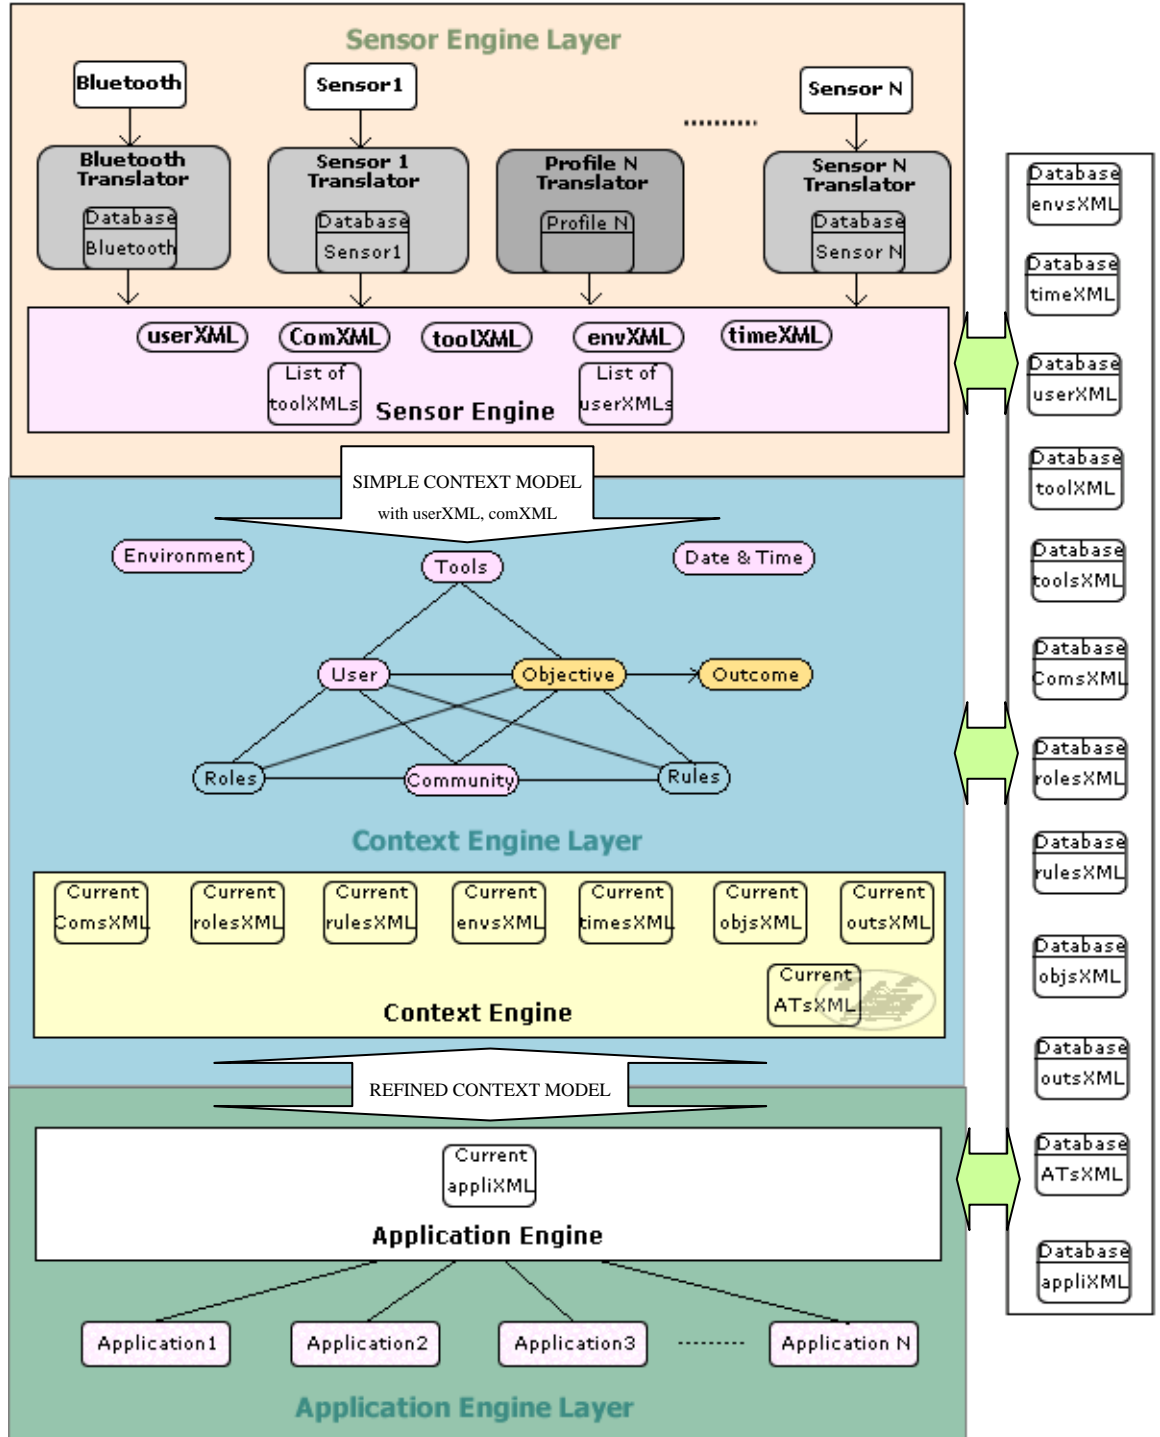 Sensor Engine Layer
Bluetooth
Sensor1
Sensor N
Bluetooth
Translator
Database
Bluetooth
Sensor 1
Translator
Database
Sensor1
Profile N
Translator
Profile N
Sensor N
Translator
Database
Sensor N
userXML
ComXML
toolXML
envXML
timeXML
List of
toolXMLs
List of
userXMLs
Sensor Engine
SIMPLE CONTEXT MODEL
with userXML, comXML
Environment
Tools
Date & Time
User
Objective
Outcome
Roles
Community
Rules
Context Engine Layer
Current
ComsXML
Current
rolesXML
Current
rulesXML
Current
envsXML
Current
timesXML
Current
objsXML
Current
outsXML
Current
ATsXML
Context Engine
REFINED CONTEXT MODEL
Current
appliXML
Application Engine
Application1
Application2
Application3
Application N
Application Engine Layer
Database
envsXML
Database
timeXML
Database
userXML
Database
toolXML
Database
toolsXML
Database
ComsXML
Database
rolesXML
Database
rulesXML
Database
objsXML
Database
outsXML
Database
ATsXML
Database
appliXML